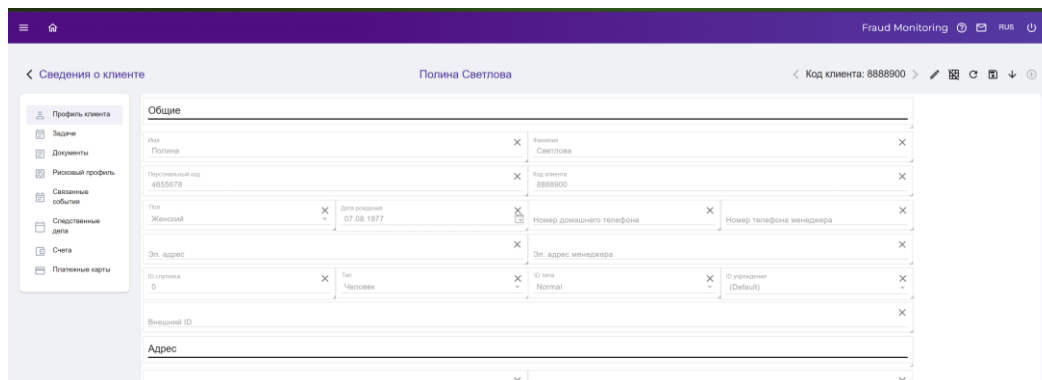 Fraud Monitoring RUS
Сведения о клиенте
Полина Светлова
Код клиента: 8888900
Профиль клиента
Задачи
Документы
Рисковый профиль
Связанные
события
Следственные
дела
Счета
Платежные карты
Общие
Имя
Полина
Фамилия
Светлова
Персональный код
4655678
Код клиента
8888900
Пол
Женский
Дата рождения
07.08.1977
Номер домашнего телефона
Номер телефона менеджера
Эл. адрес
Эл. адрес менеджера
ID спутника
0
Тип
Человек
ID типа
Normal
ID учреждения
(Default)
Внешний ID
Адрес